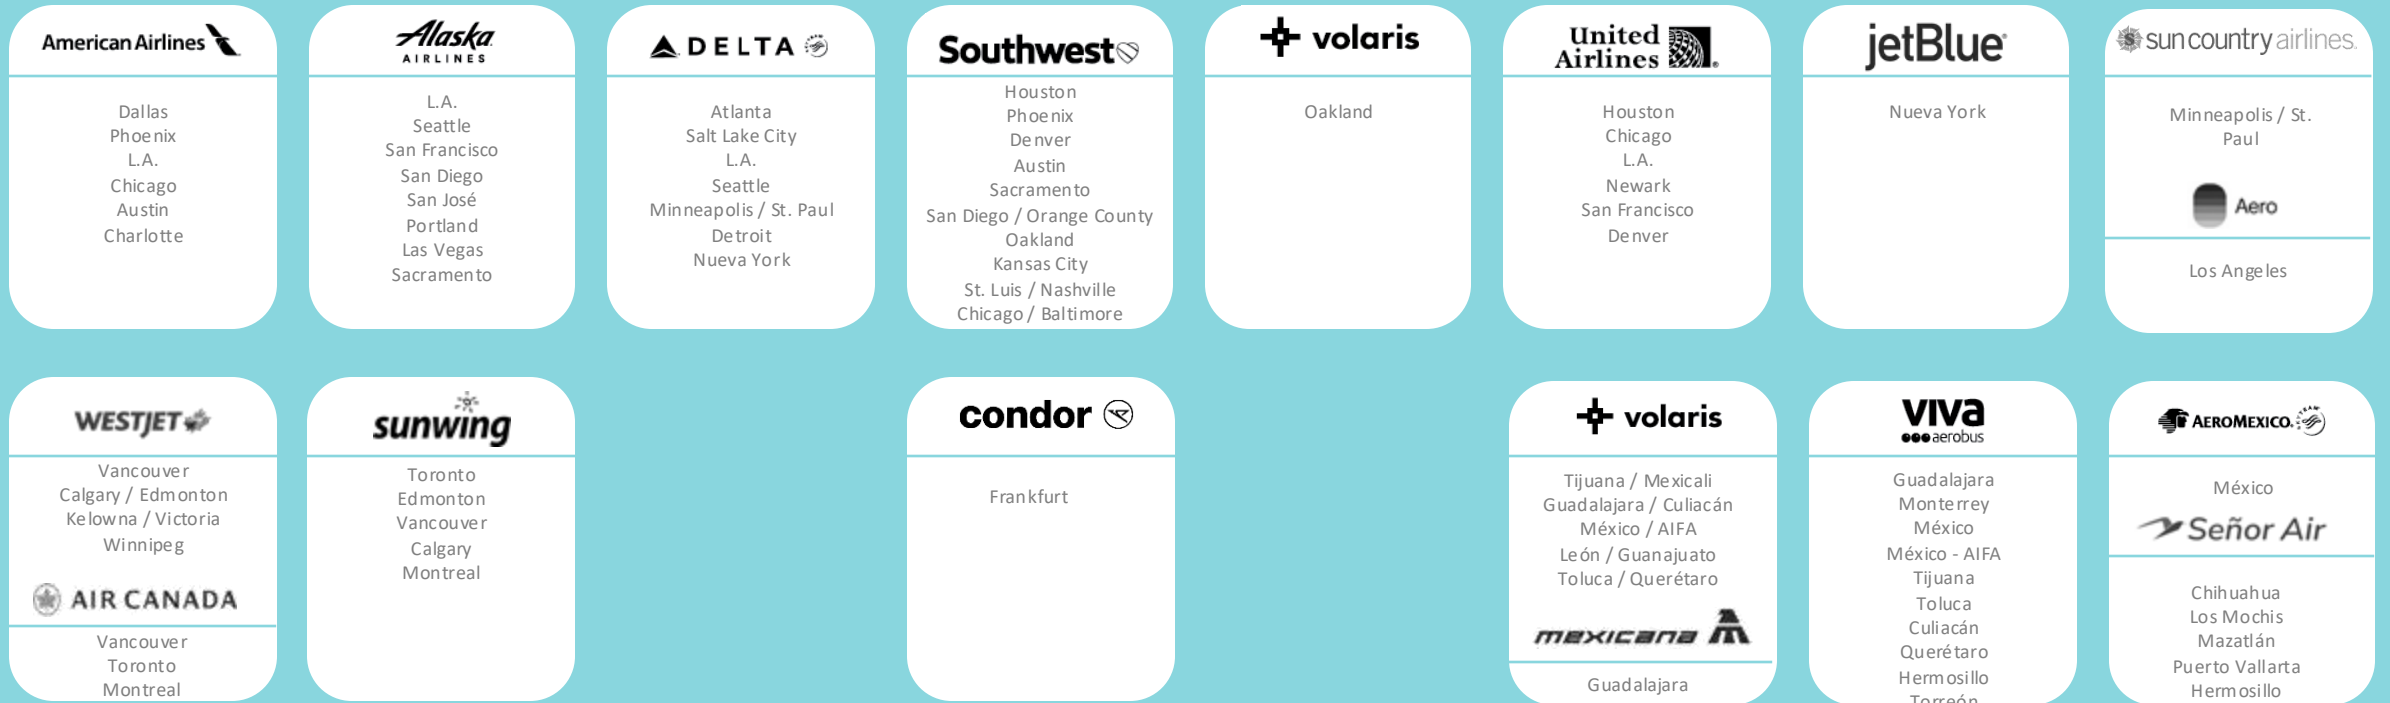 American Airlines
Dallas
Phoenix
L.A.
Chicago
Austin
Charlotte
Alaska
AIRLINES
L.A.
Seattle
San Francisco
San Diego
San José
Portland
Las Vegas
Sacramento
DELTA
Atlanta
Salt Lake City
L.A.
Seattle
Minneapolis / St. Paul
Detroit
Nueva York
Southwest
Houston
Phoenix
Denver
Austin
Sacramento
San Diego / Orange County
Oakland
Kansas City
St. Luis / Nashville
Chicago / Baltimore
volaris
Oakland
United
Airlines
Houston
Chicago
L.A.
Newark
San Francisco
Denver
jetBlue
Nueva York
sun country airlines.
Minneapolis / St.
Paul
Aero
Los Angeles
WESTJET
Vancouver
Calgary / Edmonton
Kelowna / Victoria
Winnipeg
AIR CANADA
Vancouver
Toronto
Montreal
sunwing
Toronto
Edmonton
Vancouver
Calgary
Montreal
condor
Frankfurt
volaris
Tijuana / Mexicali
Guadalajara / Culiacán
México / AIFA
León / Guanajuato
Toluca / Querétaro
mexicana
Guadalajara
VIVA
aerobus
Guadalajara
Monterrey
México
México - AIFA
Tijuana
Toluca
Culiacán
Querétaro
Hermosillo
Torreón
AEROMEXICO.
México
Señor Air
Chihuahua
Los Mochis
Mazatlán
Puerto Vallarta
Hermosillo